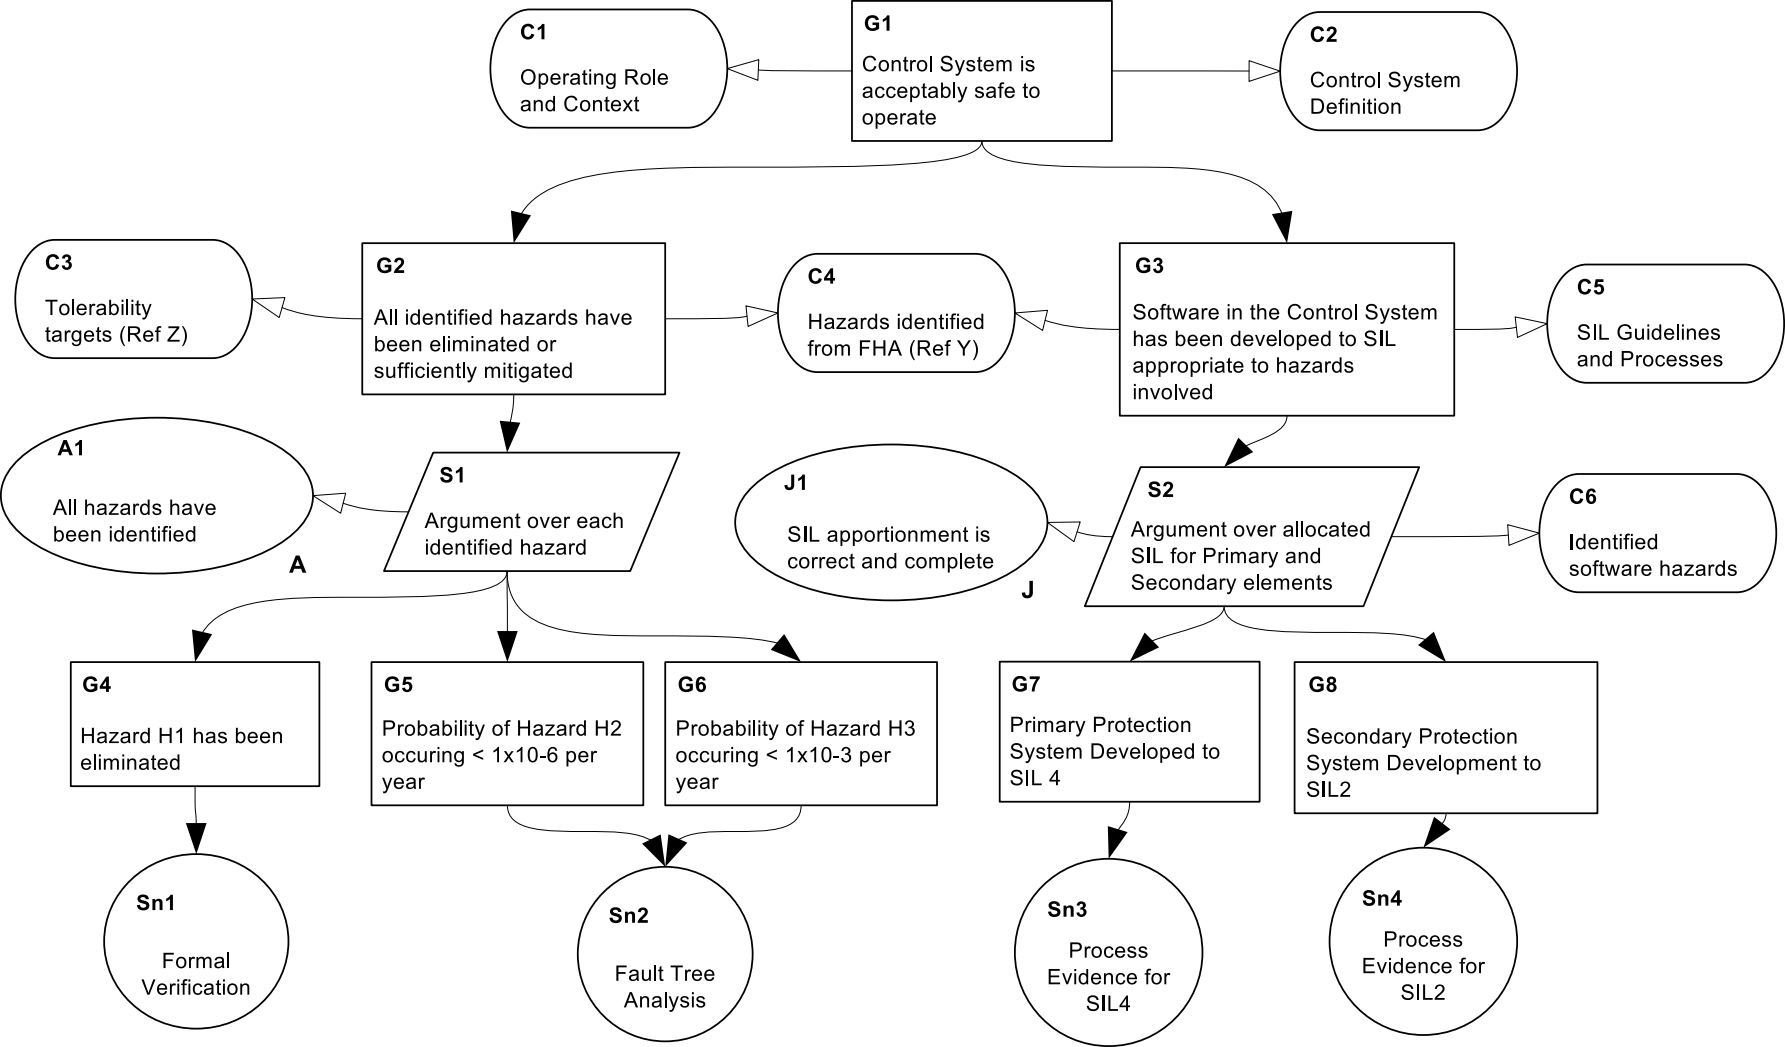 C1
Operating Role
and Context
G1
Control System is
acceptably safe to
operate
C2
Control System
Definition
C3
Tolerability
targets (Ref Z)
G2
All identified hazards have
been eliminated or
sufficiently mitigated
C4
Hazards identified
from FHA (Ref Y)
G3
Software in the Control System
has been developed to SIL
appropriate to hazards
involved
C5
SIL Guidelines
and Processes
A1
All hazards have
been identified
A
S1
Argument over each
identified hazard
J1
SIL apportionment is
correct and complete
J
S2
Argument over allocated
SIL for Primary and
Secondary elements
C6
Identified
software hazards
G4
Hazard H1 has been
eliminated
G5
Probability of Hazard H2
occuring < 1x10-6 per
year
G6
Probability of Hazard H3
occuring < 1x10-3 per
year
G7
Primary Protection
System Developed to
SIL 4
G8
Secondary Protection
System Development to
SIL2
Sn1
Formal
Verification
Sn2
Fault Tree
Analysis
Sn3
Process
Evidence for
SIL4
Sn4
Process
Evidence for
SIL2